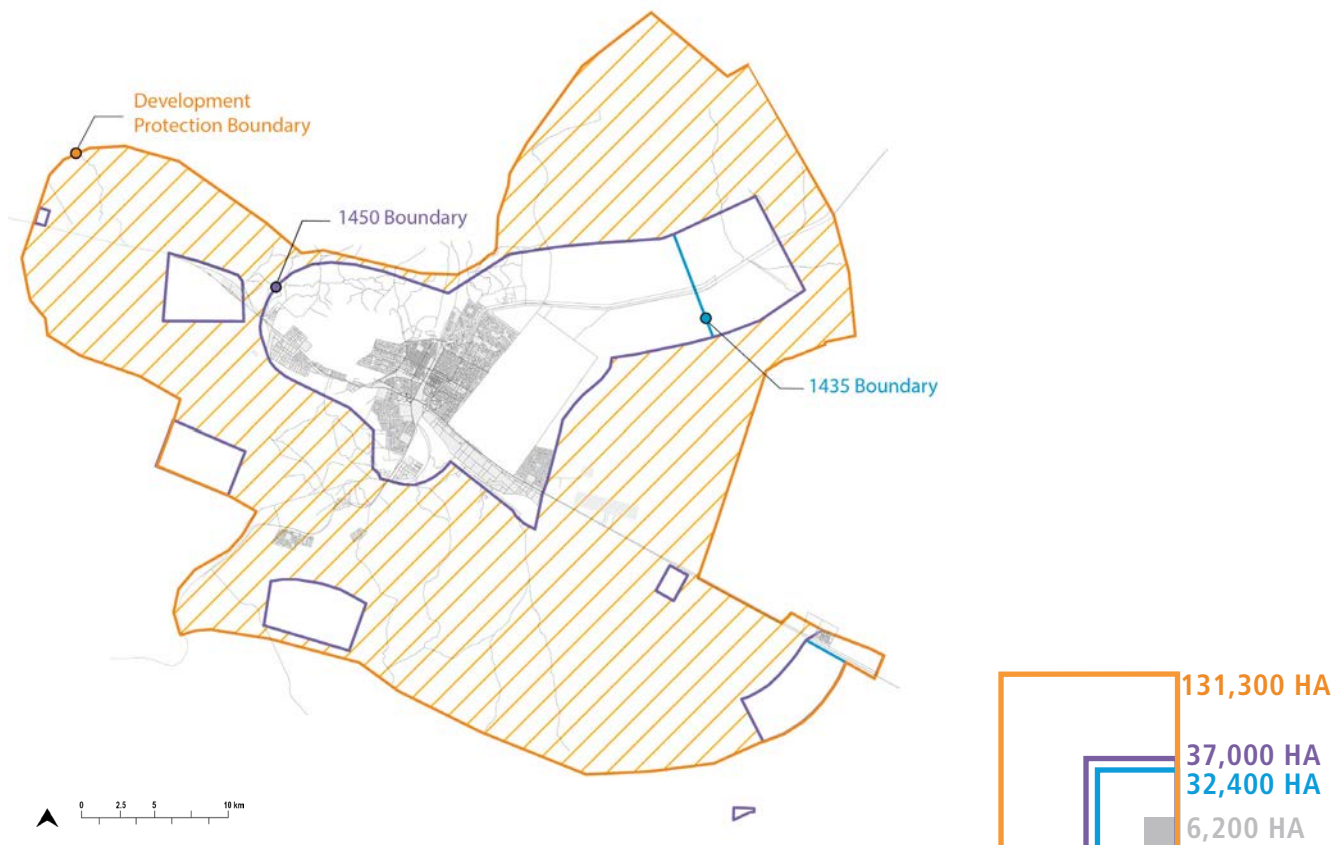 Development
Protection Boundary
1450 Boundary
1435 Boundary
131,300 HA
37,000 HA
32,400 HA
6,200 HA
0 2.5 5 10 km